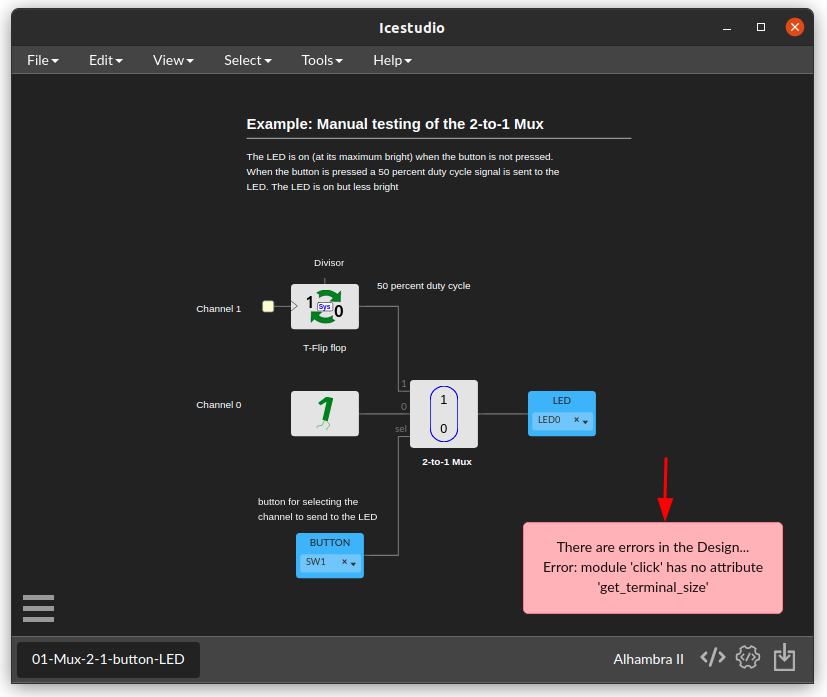 Icestudio
File Edit View Select Tools Help
Example: Manual testing of the 2-to-1 Mux
The LED is on (at its maximum bright) when the button is not pressed.
When the button is pressed a 50 percent duty cycle signal is sent to the
LED. The LED is on but less bright
Divisor
50 percent duty cycle
Channel 1
1 Sys 0
T-Flip flop
1
Channel 0
1
0
sel
1
0
LED
LED0 ×
2-to-1 Mux
button for selecting the
channel to send to the LED
BUTTON
SW1 ×
There are errors in the Design...
Error: module 'click' has no attribute
'get_terminal_size'
01-Mux-2-1-button-LED
Alhambra II </> </>